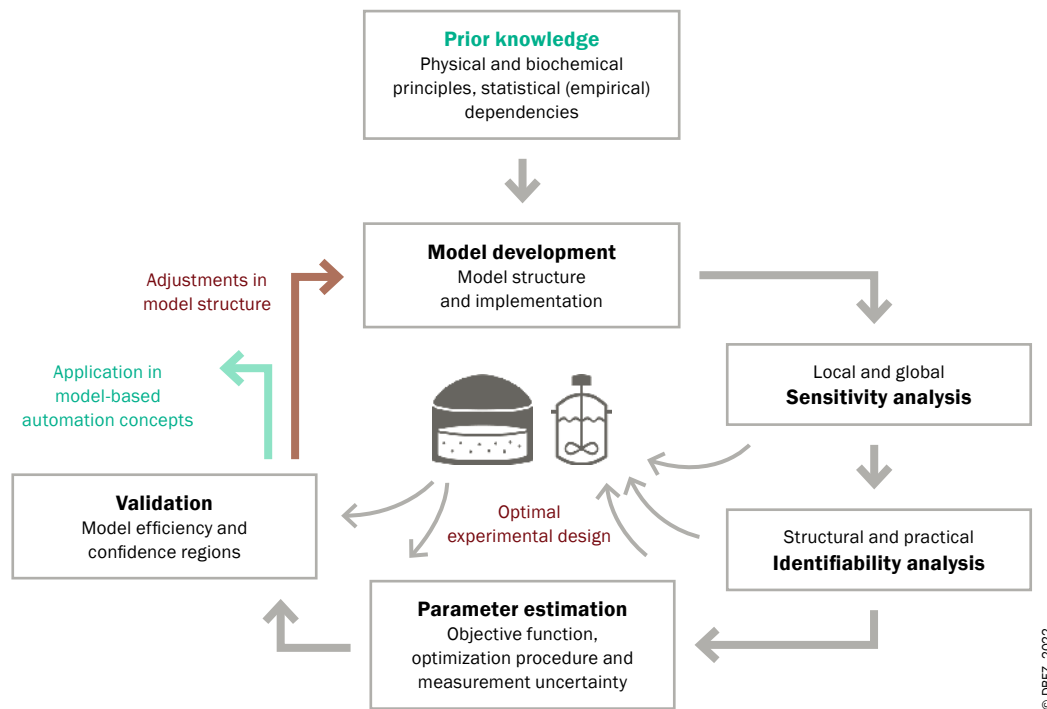 Prior knowledge
Physical and biochemical
principles, statistical (empirical)
dependencies
Model development
Model structure
and implementation
Adjustments in
model structure
Application in
model-based
automation concepts
Local and global
Sensitivity analysis
Validation
Model efficiency and
confidence regions
Optimal
experimental design
Structural and practical
Identifiability analysis
Parameter estimation
Objective function,
optimization procedure and
measurement uncertainty
© DBFZ, 2022